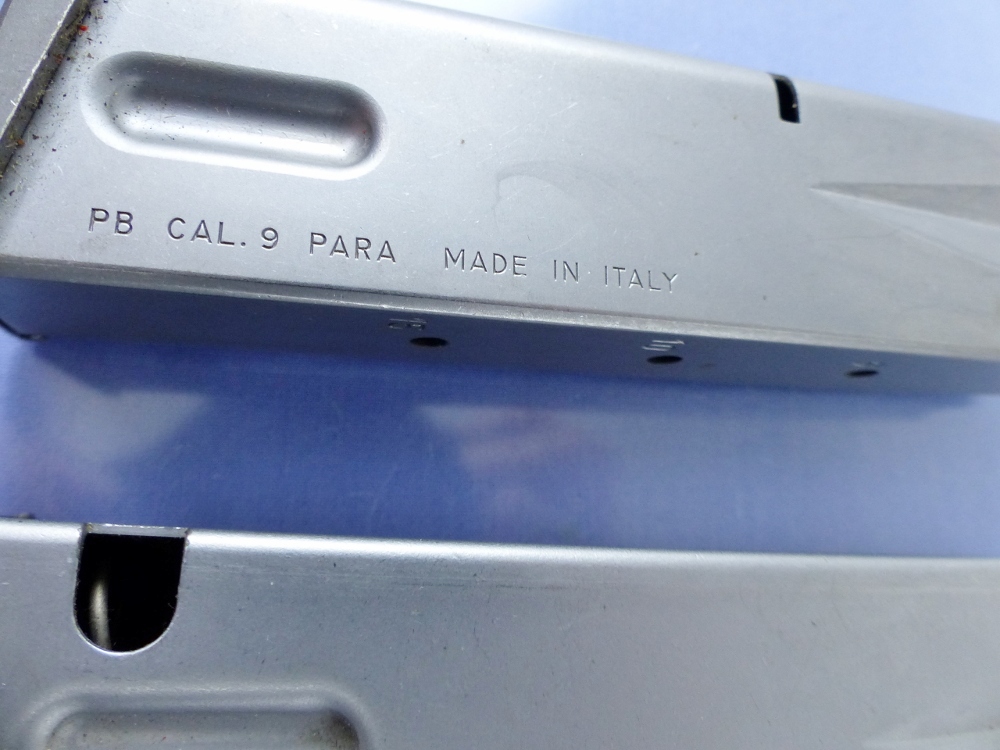 PB CAL. 9 PARA MADE IN ITALY